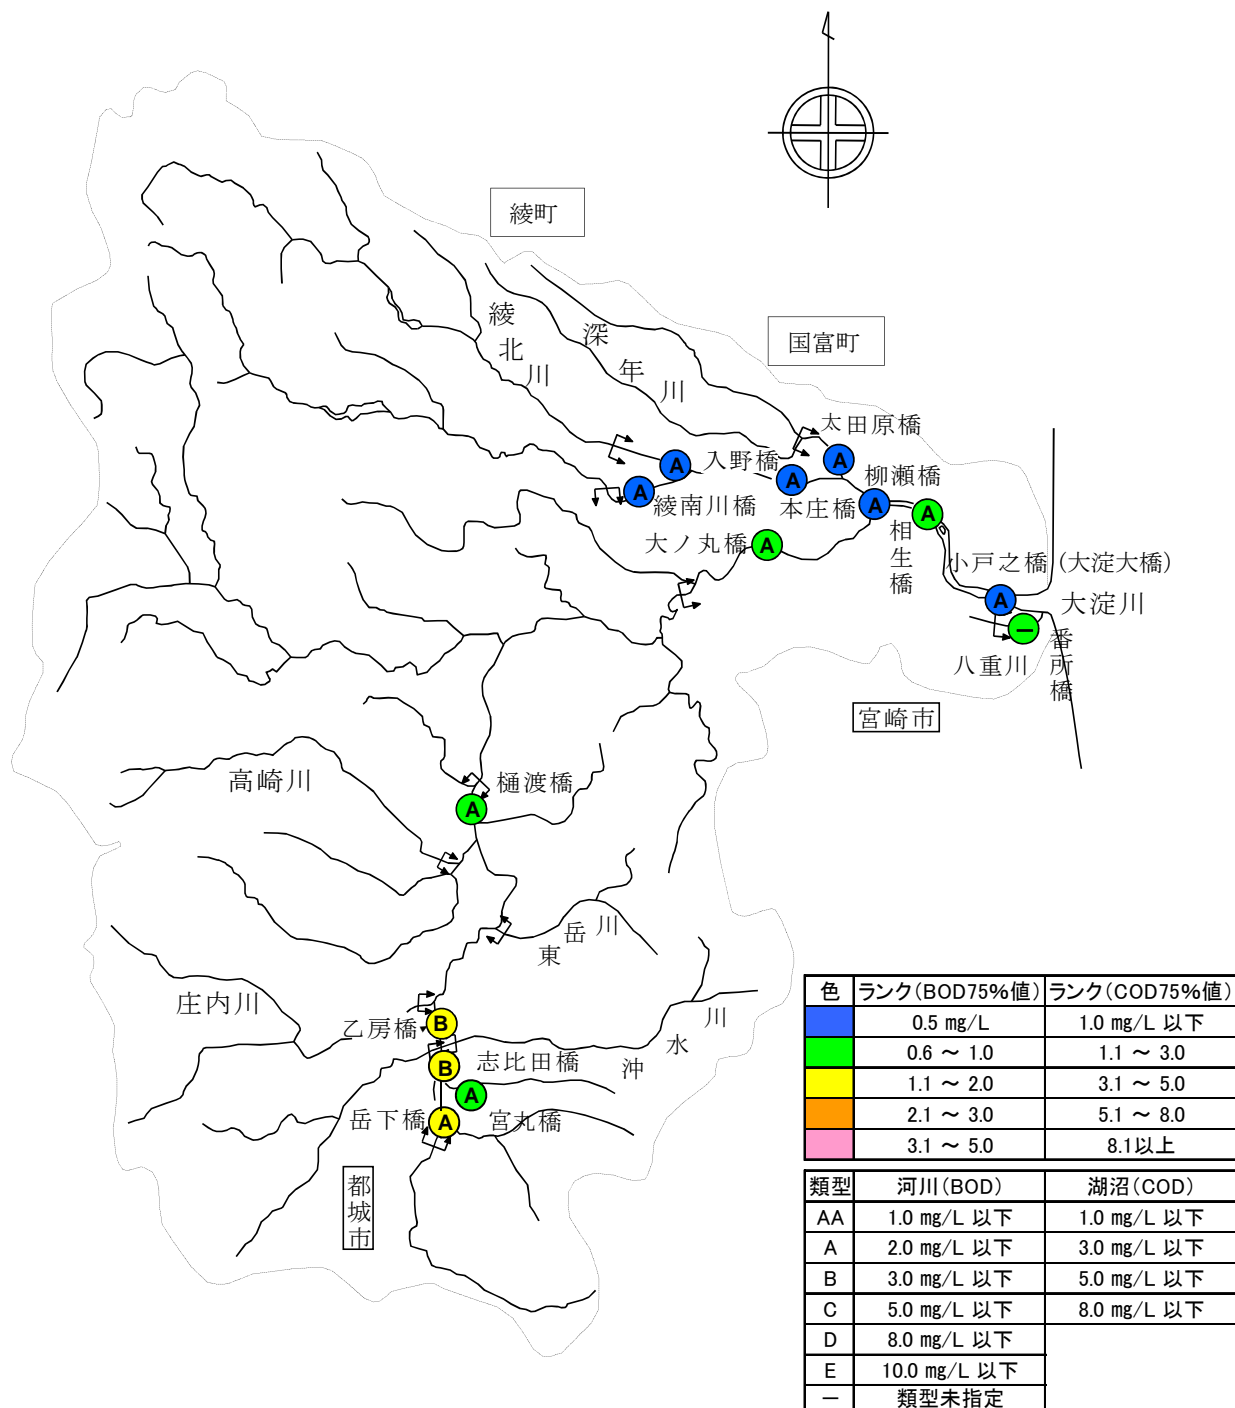 綾町
国富町
綾北川
深年川
太田原橋
入野橋
柳瀬橋
綾南川橋
本庄橋
大ノ丸橋
相生橋
小戸之橋(大淀大橋)
大淀川
八重川
番所橋
宮崎市
高崎川
樋渡橋
東岳川
庄内川
乙房橋
沖水川
志比田橋
岳下橋
宮丸橋
都城市
A
A
A
A
A
A
A
A
—
A
B
B
A
A
色 ランク(BOD75%値) ランク(COD75%値)
0.5 mg/L 1.0 mg/L 以下
0.6 ～ 1.0 1.1 ～ 3.0
1.1 ～ 2.0 3.1 ～ 5.0
2.1 ～ 3.0 5.1 ～ 8.0
3.1 ～ 5.0 8.1以上
類型 河川(BOD) 湖沼(COD)
AA 1.0 mg/L 以下 1.0 mg/L 以下
A 2.0 mg/L 以下 3.0 mg/L 以下
B 3.0 mg/L 以下 5.0 mg/L 以下
C 5.0 mg/L 以下 8.0 mg/L 以下
D 8.0 mg/L 以下
E 10.0 mg/L 以下
— 類型未指定